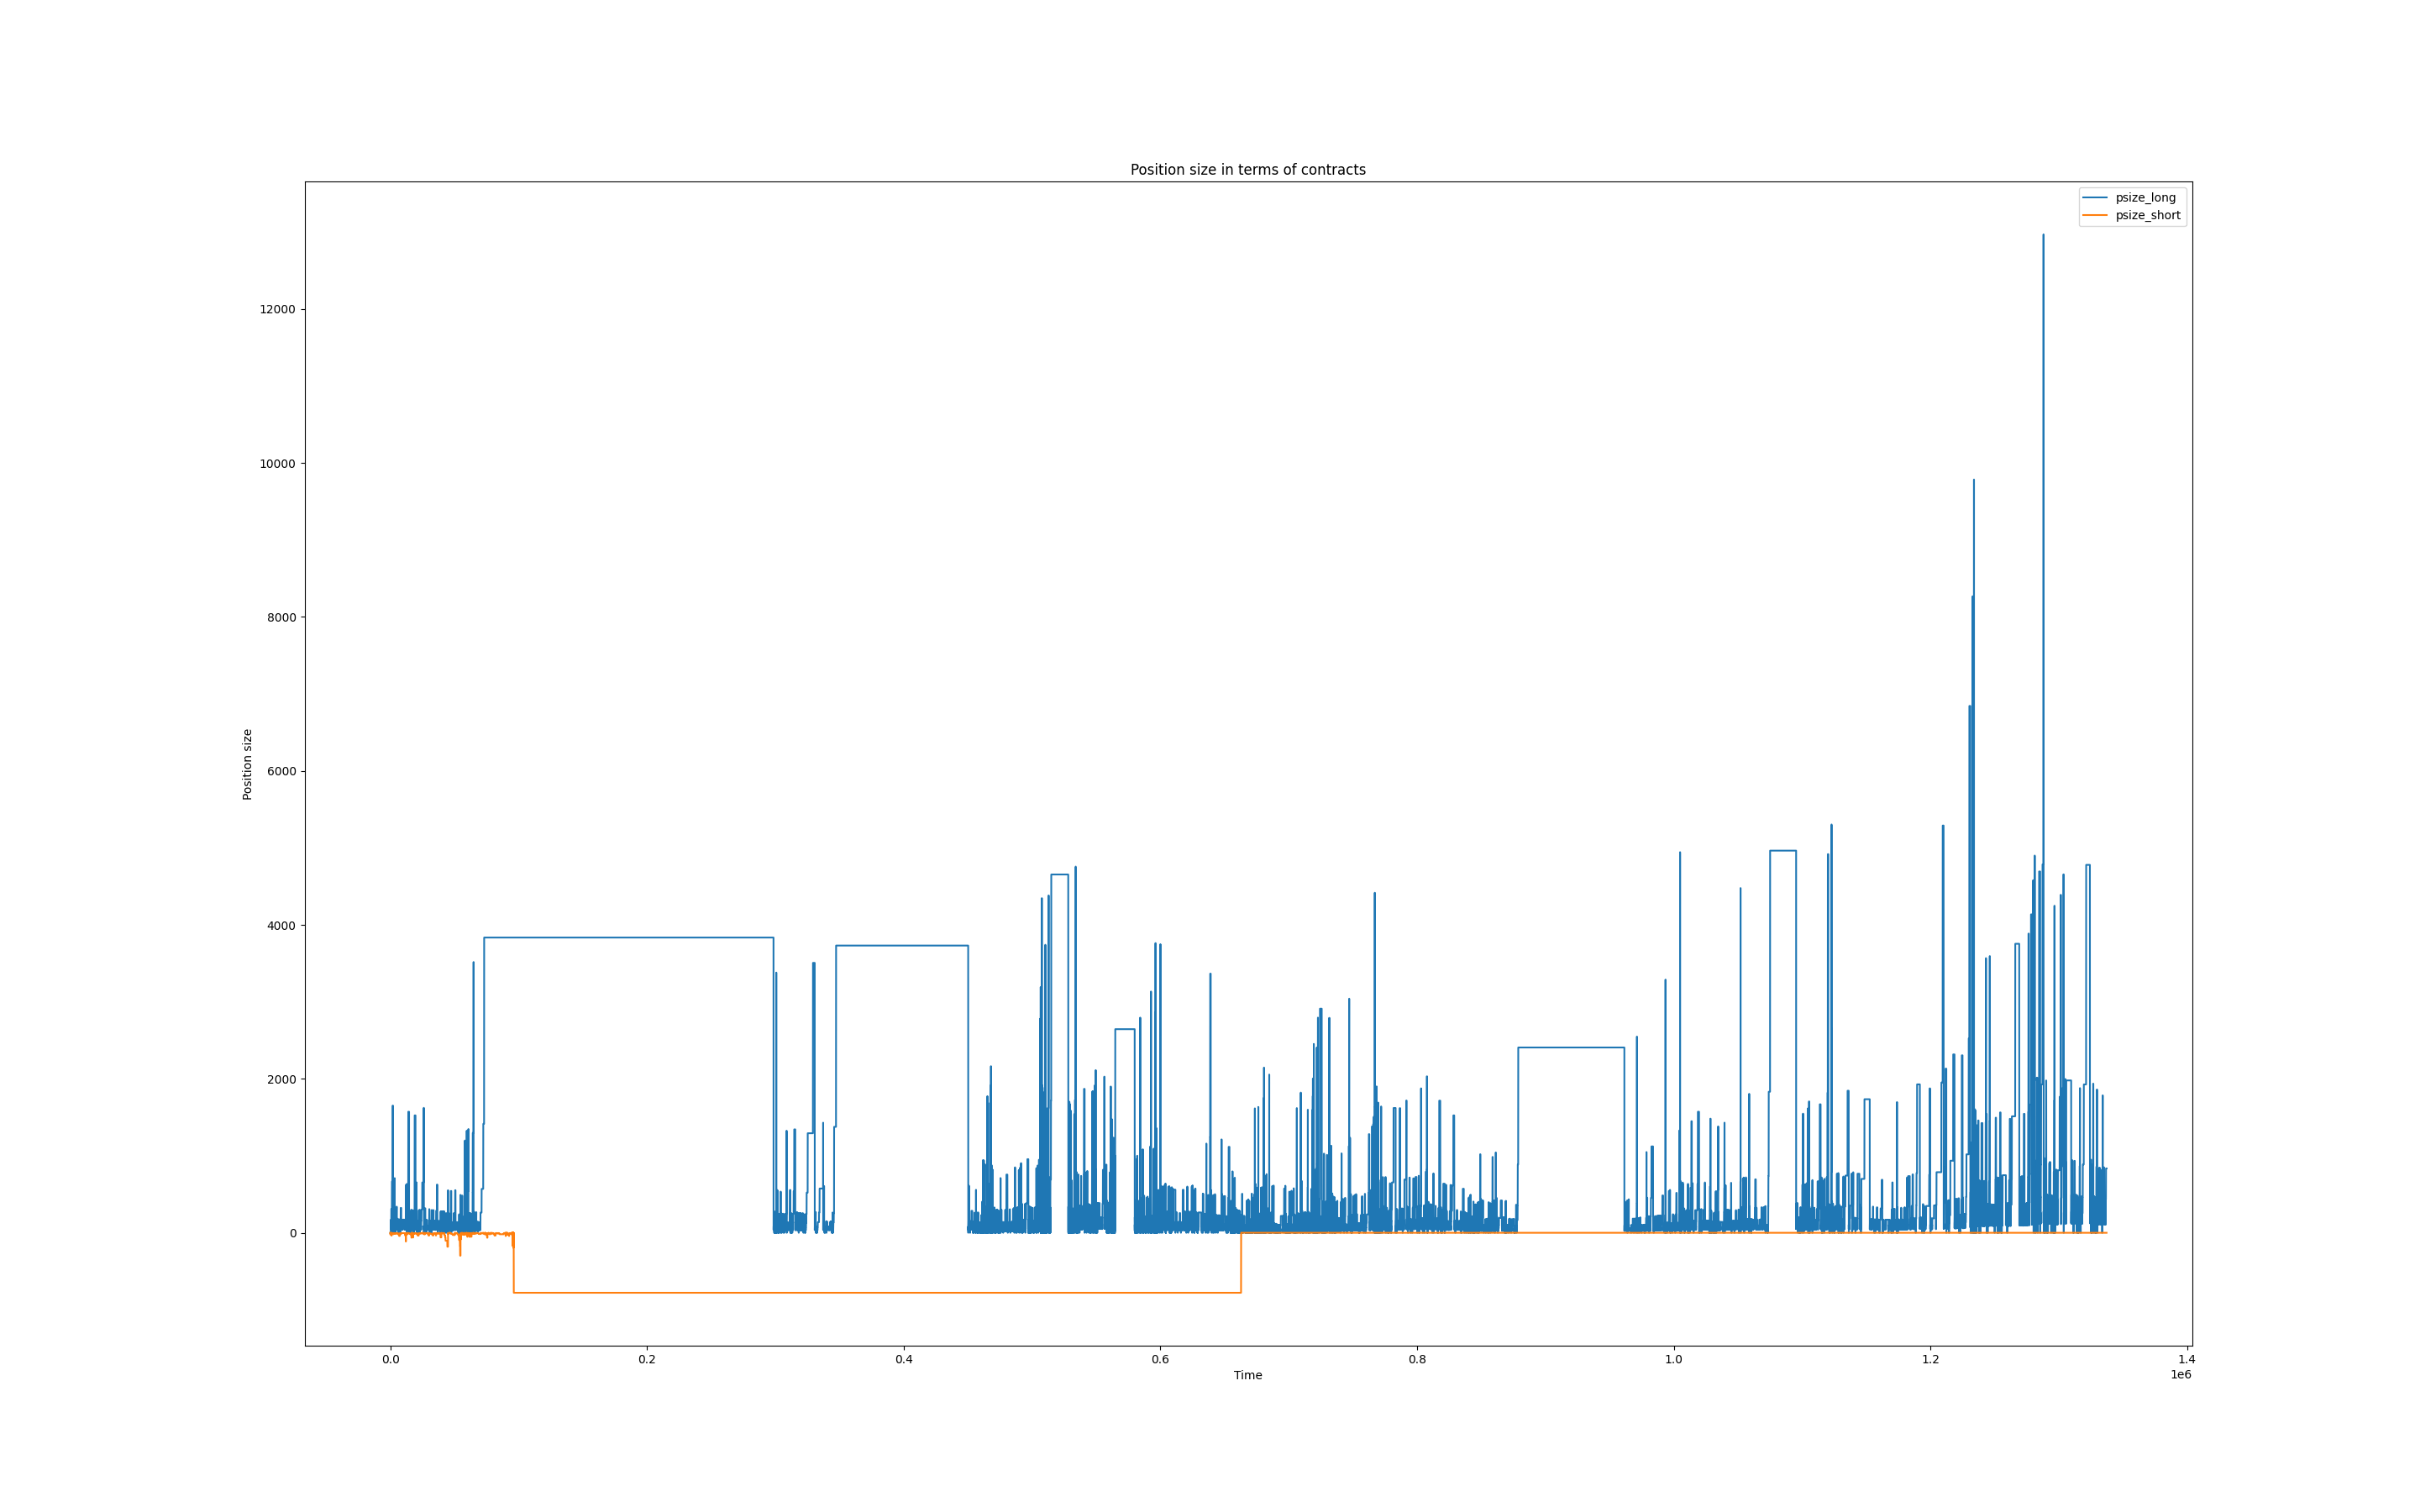 Position size in terms of contracts
psize_long
psize_short
12000
10000
8000
6000
4000
2000
0
Position size
0.0 0.2 0.4 0.6 0.8 1.0 1.2 1.4
Time
1e6